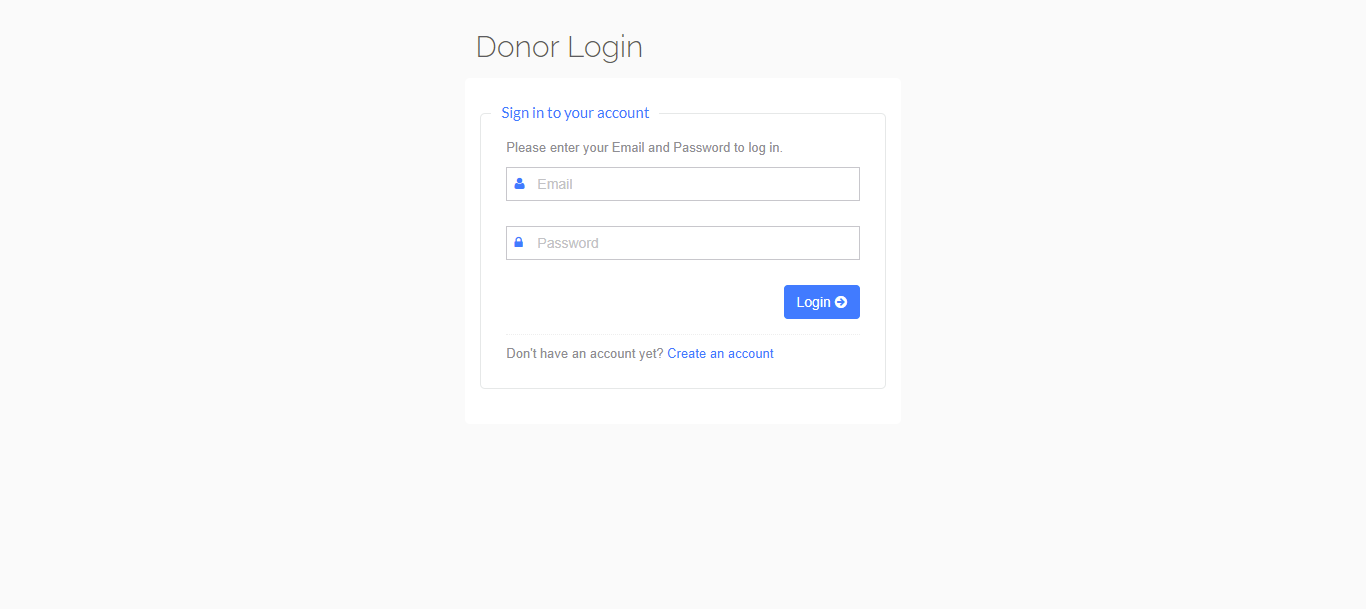 Donor Login
Sign in to your account
Please enter your Email and Password to log in.
Email
Password
Login
Don't have an account yet? Create an account